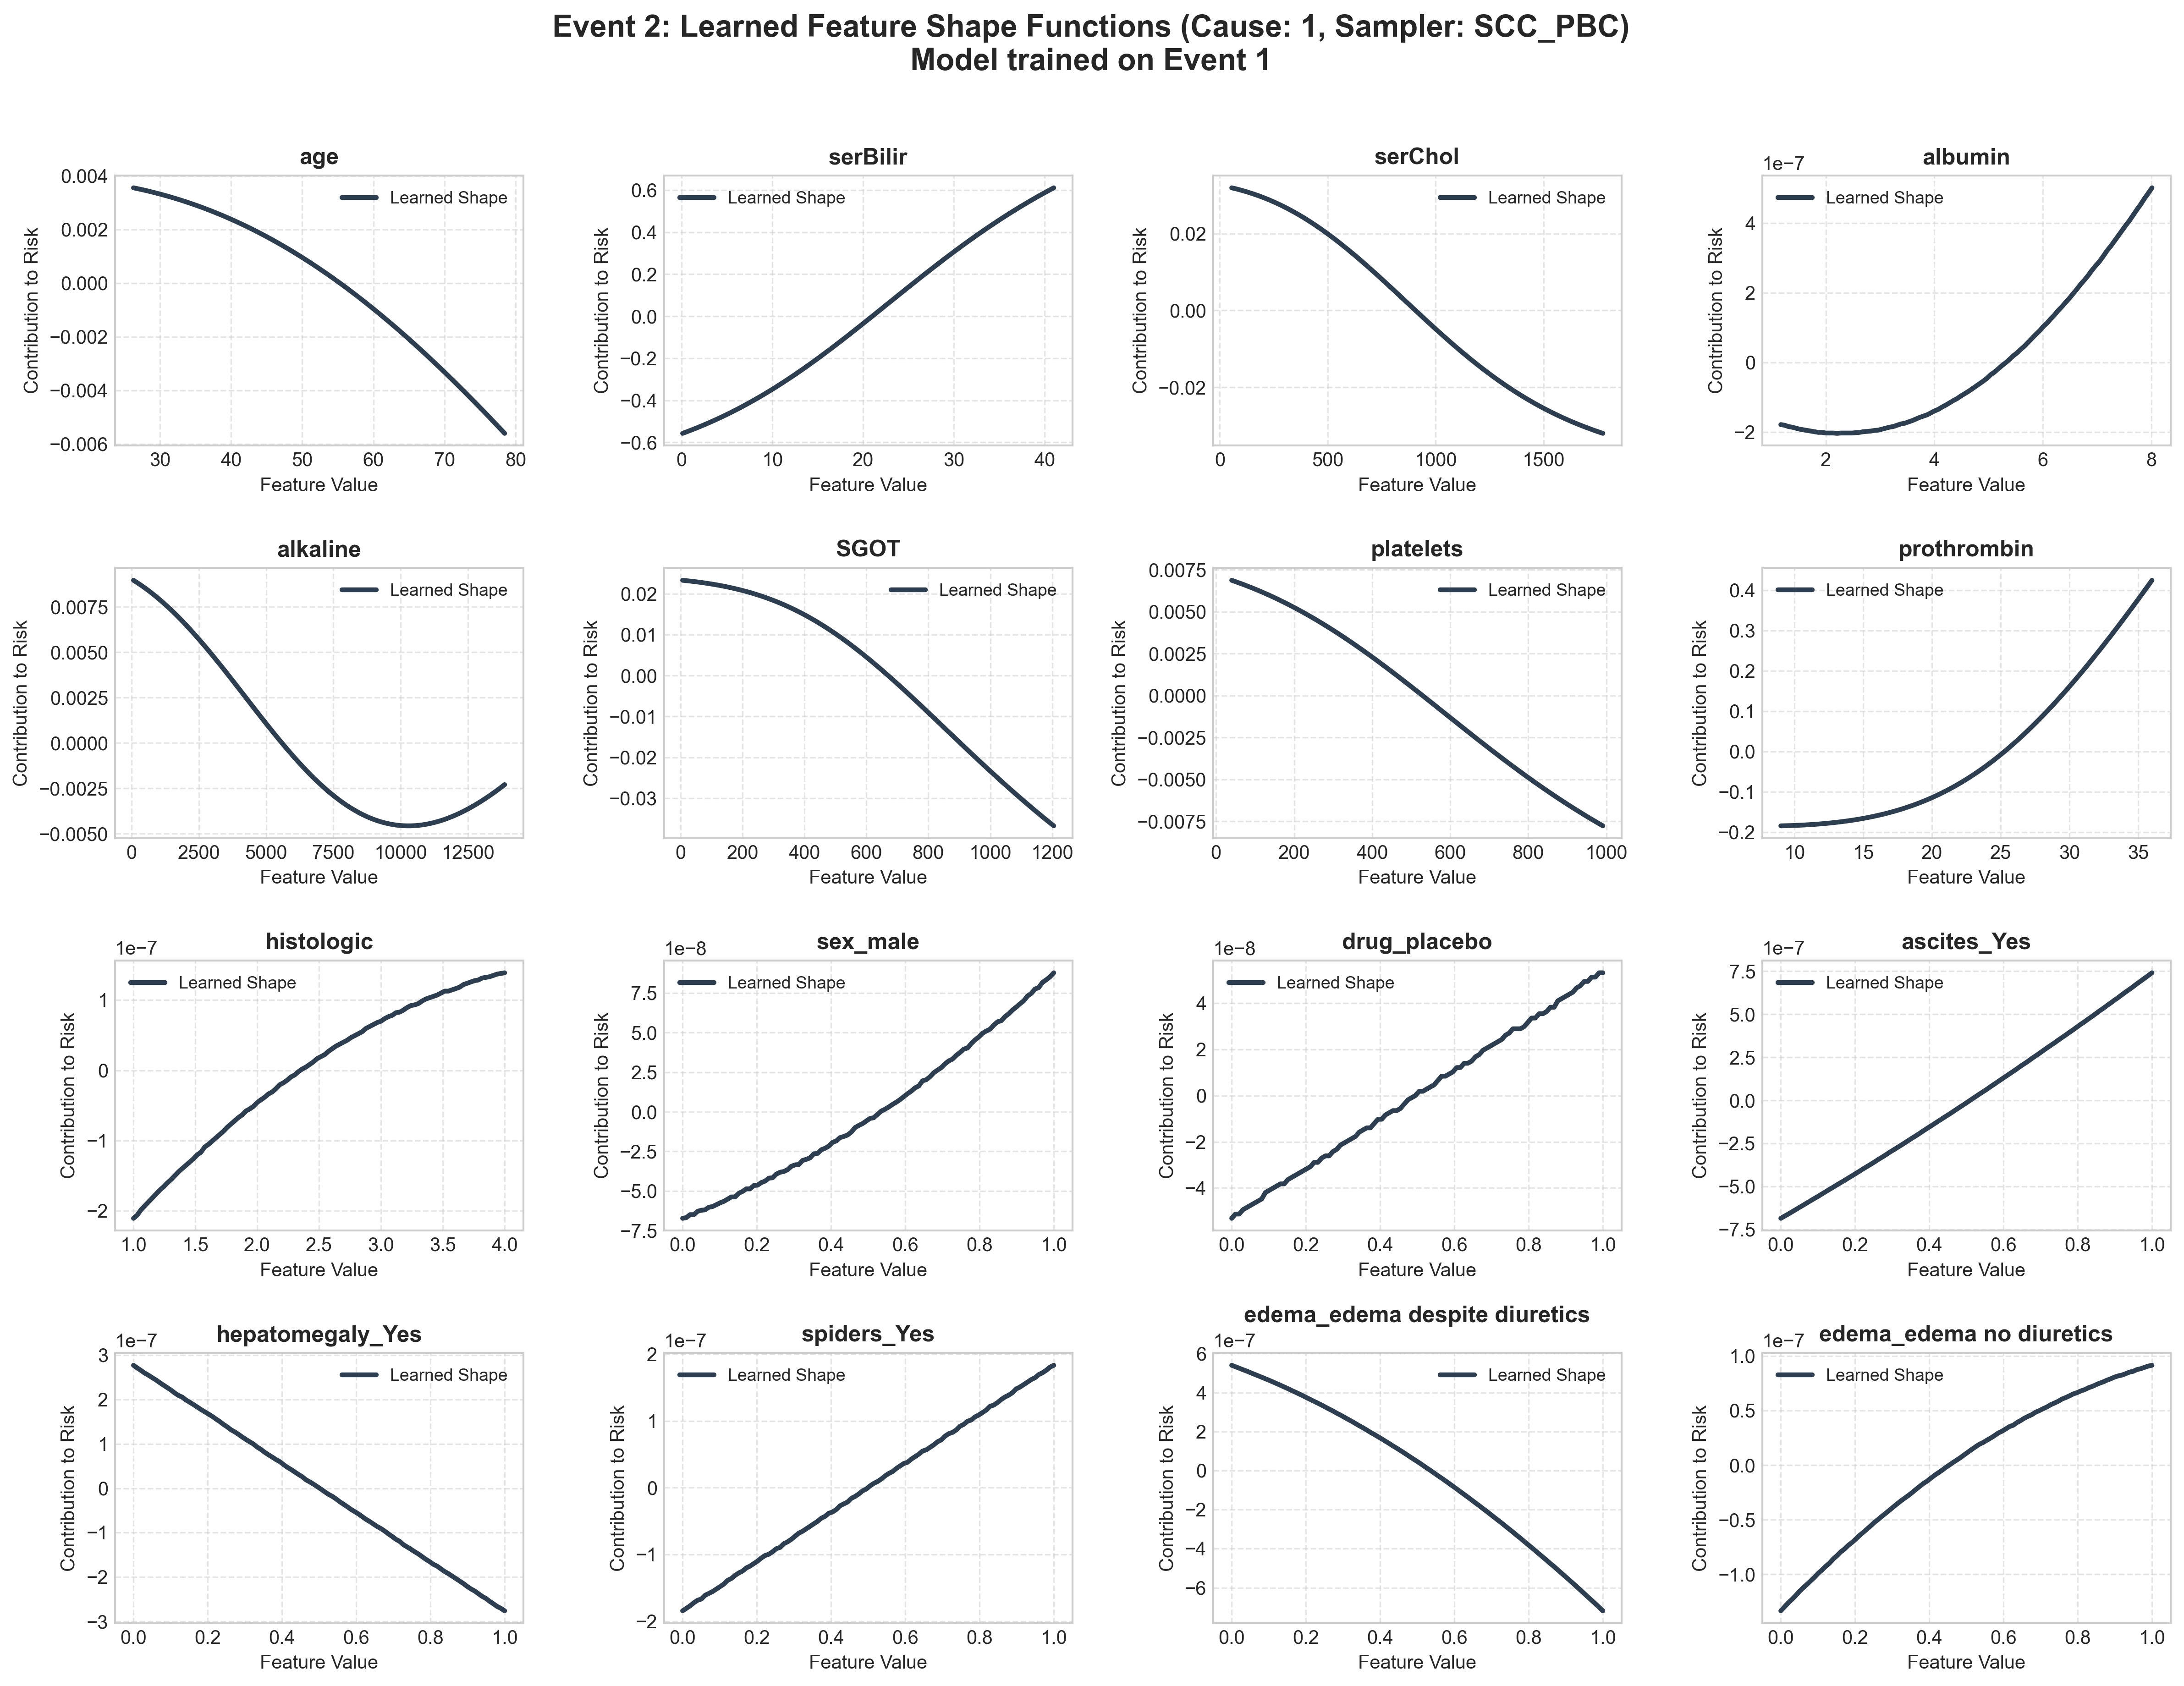 Event 2: Learned Feature Shape Functions (Cause: 1, Sampler: SCC_PBC)
Model trained on Event 1
age
Learned Shape
Contribution to Risk
0.004
0.002
0.000
−0.002
−0.004
−0.006
30 40 50 60 70 80
Feature Value
serBilir
Learned Shape
Contribution to Risk
0.6
0.4
0.2
0.0
−0.2
−0.4
−0.6
0 10 20 30 40
Feature Value
serChol
Learned Shape
Contribution to Risk
0.02
0.00
−0.02
0 500 1000 1500
Feature Value
albumin
1e−7
Learned Shape
Contribution to Risk
4
2
0
−2
2 4 6 8
Feature Value
alkaline
Learned Shape
Contribution to Risk
0.0075
0.0050
0.0025
0.0000
−0.0025
−0.0050
0 2500 5000 7500 10000 12500
Feature Value
SGOT
Learned Shape
Contribution to Risk
0.02
0.01
0.00
−0.01
−0.02
−0.03
0 200 400 600 800 1000 1200
Feature Value
platelets
Learned Shape
Contribution to Risk
0.0075
0.0050
0.0025
0.0000
−0.0025
−0.0050
−0.0075
0 200 400 600 800 1000
Feature Value
prothrombin
Learned Shape
Contribution to Risk
0.4
0.3
0.2
0.1
0.0
−0.1
−0.2
10 15 20 25 30 35
Feature Value
histologic
1e−7
Learned Shape
Contribution to Risk
1
0
−1
−2
1.0 1.5 2.0 2.5 3.0 3.5 4.0
Feature Value
sex_male
1e−8
Learned Shape
Contribution to Risk
7.5
5.0
2.5
0.0
−2.5
−5.0
−7.5
0.0 0.2 0.4 0.6 0.8 1.0
Feature Value
drug_placebo
1e−8
Learned Shape
Contribution to Risk
4
2
0
−2
−4
0.0 0.2 0.4 0.6 0.8 1.0
Feature Value
ascites_Yes
1e−7
Learned Shape
Contribution to Risk
7.5
5.0
2.5
0.0
−2.5
−5.0
−7.5
0.0 0.2 0.4 0.6 0.8 1.0
Feature Value
hepatomegaly_Yes
1e−7
Learned Shape
Contribution to Risk
3
2
1
0
−1
−2
−3
0.0 0.2 0.4 0.6 0.8 1.0
Feature Value
spiders_Yes
1e−7
Learned Shape
Contribution to Risk
2
1
0
−1
−2
0.0 0.2 0.4 0.6 0.8 1.0
Feature Value
edema_edema despite diuretics
1e−7
Learned Shape
Contribution to Risk
6
4
2
0
−2
−4
−6
0.0 0.2 0.4 0.6 0.8 1.0
Feature Value
edema_edema no diuretics
1e−7
Learned Shape
Contribution to Risk
1.0
0.5
0.0
−0.5
−1.0
0.0 0.2 0.4 0.6 0.8 1.0
Feature Value